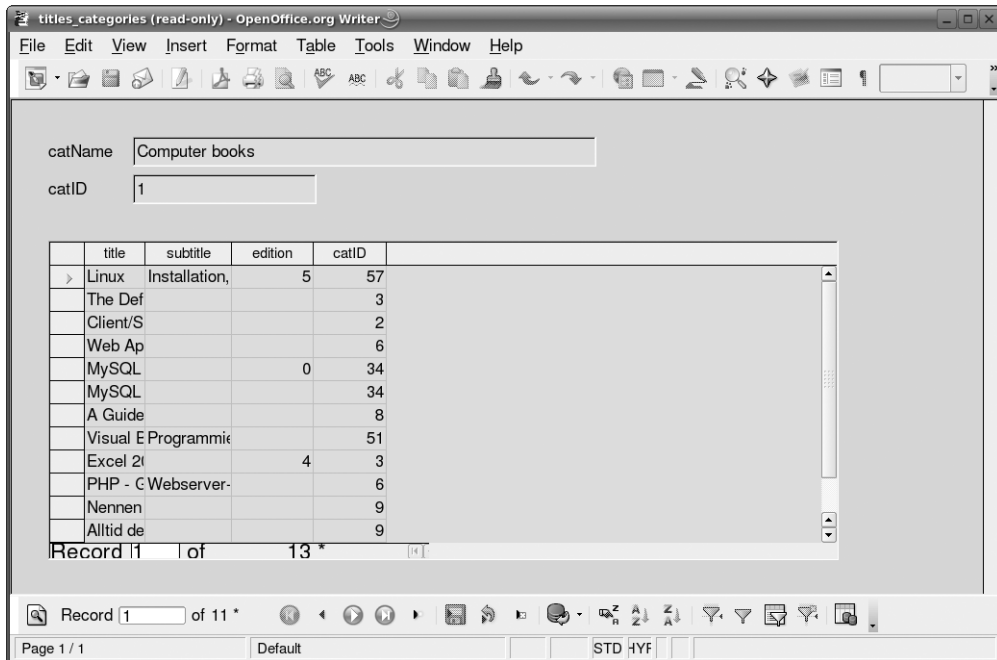 titles_categories (read-only) - OpenOffice.org Writer
File Edit View Insert Format Table Tools Window Help
ABC ABC
catName Computer books
catID 1
title subtitle edition catID
Linux Installation, 5 57
The Def 3
Client/S 2
Web Ap 6
MySQL 0 34
MySQL 34
A Guide 8
Visual E Programmie 51
Excel 20 4 3
PHP - G Webserver- 6
Nennen 9
Alltid de 9
Record 1 of 13 *
Record 1 of 11 *
Page 1 / 1 Default STD HYF